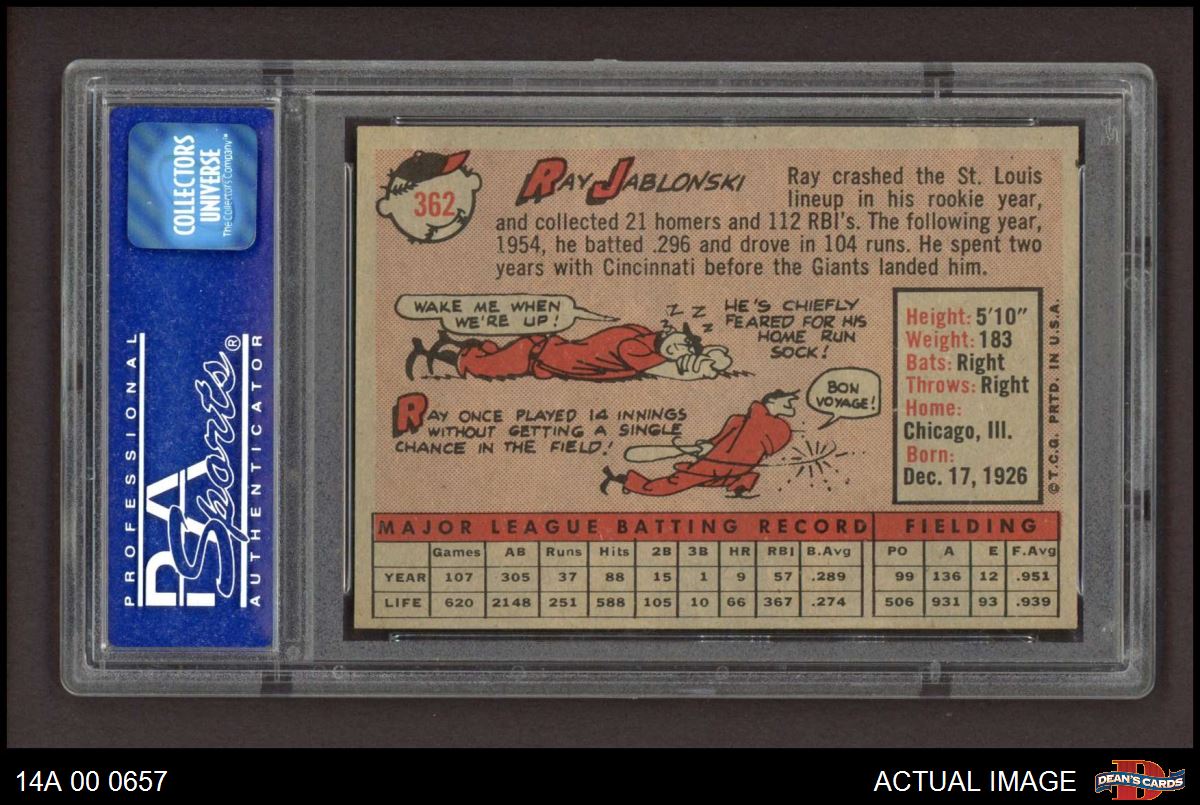 COLLECTORS
UNIVERSE
The Collectors Company™
PROFESSIONAL
PSA
Sports®
AUTHENTICATOR
362
RAY JABLONSKI
Ray crashed the St. Louis
lineup in his rookie year,
and collected 21 homers and 112 RBI's. The following year,
1954, he batted .296 and drove in 104 runs. He spent two
years with Cincinnati before the Giants landed him.
WAKE ME WHEN
WE'RE UP!
Z Z Z Z
HE'S CHIEFLY
FEARED FOR HIS
HOME RUN
SOCK!
RAY ONCE PLAYED 14 INNINGS
WITHOUT GETTING A SINGLE
CHANCE IN THE FIELD!
BON
VOYAGE!
Height: 5'10"
Weight: 183
Bats: Right
Throws: Right
Home:
Chicago, Ill.
Born:
Dec. 17, 1926
© T.C.G. PRTD. IN U.S.A.
MAJOR LEAGUE BATTING RECORD FIELDING
Games AB Runs Hits 2B 3B HR RBI B.Avg PO A E F.Avg
YEAR 107 305 37 88 15 1 9 57 .289 99 136 12 .951
LIFE 620 2148 251 588 105 10 66 367 .274 506 931 93 .939
14A 00 0657
ACTUAL IMAGE
DEAN'S CARDS